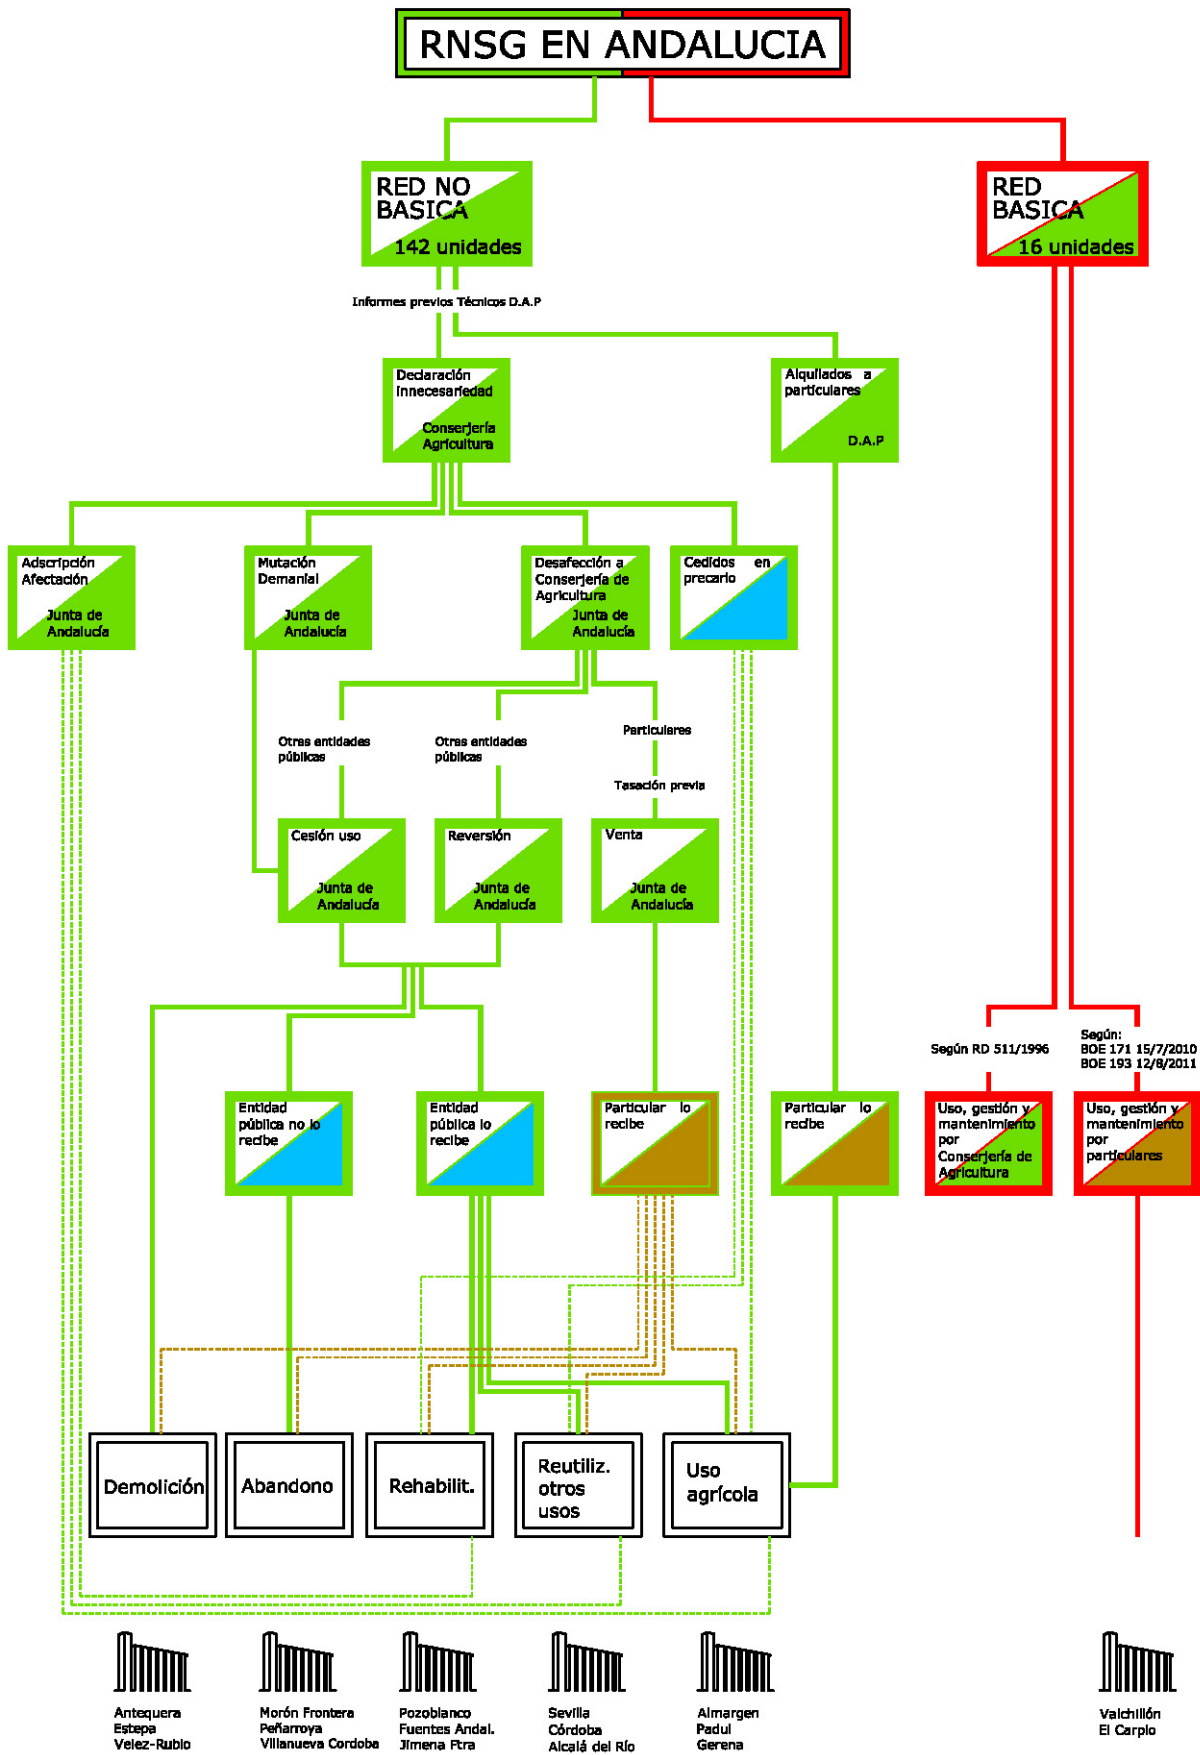 RNSG EN ANDALUCIA
RED NO
BASICA
142 unidades
RED
BASICA
16 unidades
Informes previos Técnicos D.A.P
Declaración
innecesariedad
Conserjería
Agricultura
Alquilados a
particulares
D.A.P
Adscripción
Afectación
Junta de
Andalucía
Mutación
Demanial
Junta de
Andalucía
Desafección a
Conserjería de
Agricultura
Junta de
Andalucía
Cedidos en
precario
Otras entidades
públicas
Otras entidades
públicas
Particulares
Tasación previa
Cesión uso
Junta de
Andalucía
Reversión
Junta de
Andalucía
Venta
Junta de
Andalucía
Según RD 511/1996
Según:
BOE 171 15/7/2010
BOE 193 12/8/2011
Entidad
pública no lo
recibe
Entidad
pública lo
recibe
Particular lo
recibe
Particular lo
recibe
Uso, gestión y
mantenimiento
por
Conserjería de
Agricultura
Uso, gestión y
mantenimiento
por
particulares
Demolición
Abandono
Rehabilit.
Reutiliz.
otros
usos
Uso
agrícola
Antequera
Estepa
Velez-Rubio
Morón Frontera
Peñarroya
Villanueva Cordoba
Pozoblanco
Fuentes Andal.
Jimena Ftra
Sevilla
Córdoba
Alcalá del Río
Almargen
Padul
Gerena
Valchillón
El Carpio